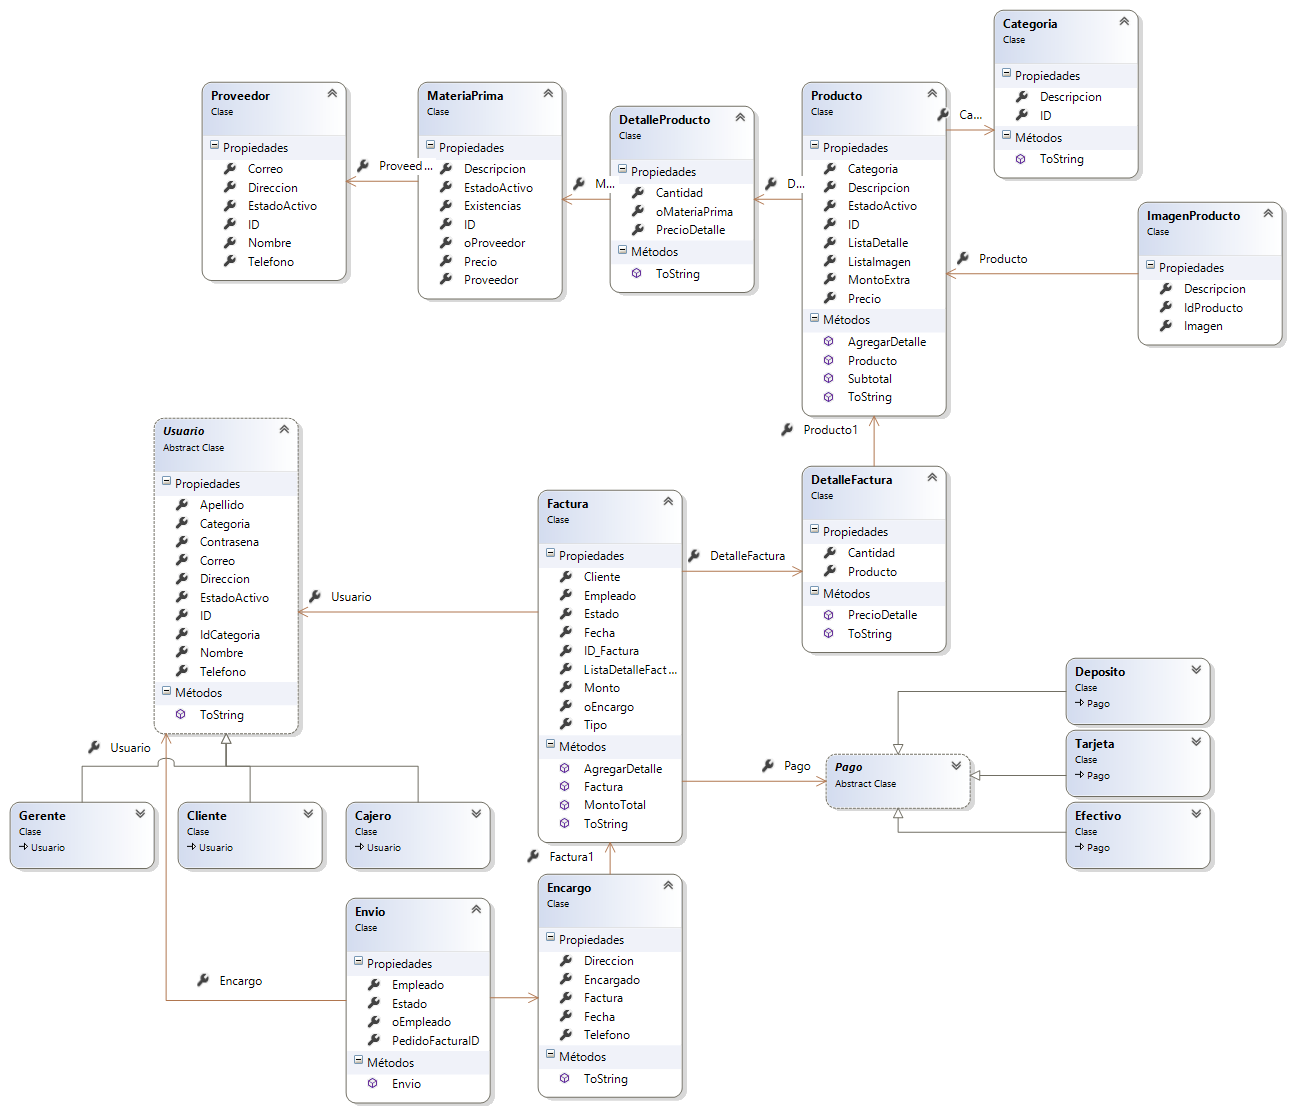 Categoria
Clase
Propiedades
Descripcion
ID
Métodos
ToString
Proveedor
Clase
Propiedades
Correo
Direccion
EstadoActivo
ID
Nombre
Telefono
Proveed...
MateriaPrima
Clase
Propiedades
Descripcion
EstadoActivo
Existencias
ID
oProveedor
Precio
Proveedor
M...
DetalleProducto
Clase
Propiedades
Cantidad
oMateriaPrima
PrecioDetalle
Métodos
ToString
D...
Producto
Clase
Propiedades
Categoria
Descripcion
EstadoActivo
ID
ListaDetalle
ListaImagen
MontoExtra
Precio
Métodos
AgregarDetalle
Producto
Subtotal
ToString
Ca...
ImagenProducto
Clase
Propiedades
Descripcion
IdProducto
Imagen
Producto
Producto1
Usuario
Abstract Clase
Propiedades
Apellido
Categoria
Contrasena
Correo
Direccion
EstadoActivo
ID
IdCategoria
Nombre
Telefono
Métodos
ToString
Usuario
Factura
Clase
Propiedades
Cliente
Empleado
Estado
Fecha
ID_Factura
ListaDetalleFact...
Monto
oEncargo
Tipo
Métodos
AgregarDetalle
Factura
MontoTotal
ToString
DetalleFactura
DetalleFactura
Clase
Propiedades
Cantidad
Producto
Métodos
PrecioDetalle
ToString
Deposito
Clase
Pago
Tarjeta
Clase
Pago
Efectivo
Clase
Pago
Pago
Pago
Abstract Clase
Usuario
Gerente
Clase
Usuario
Cliente
Clase
Usuario
Cajero
Clase
Usuario
Factura1
Encargo
Envio
Clase
Propiedades
Empleado
Estado
oEmpleado
PedidoFacturaID
Métodos
Envio
Encargo
Clase
Propiedades
Direccion
Encargado
Factura
Fecha
Telefono
Métodos
ToString